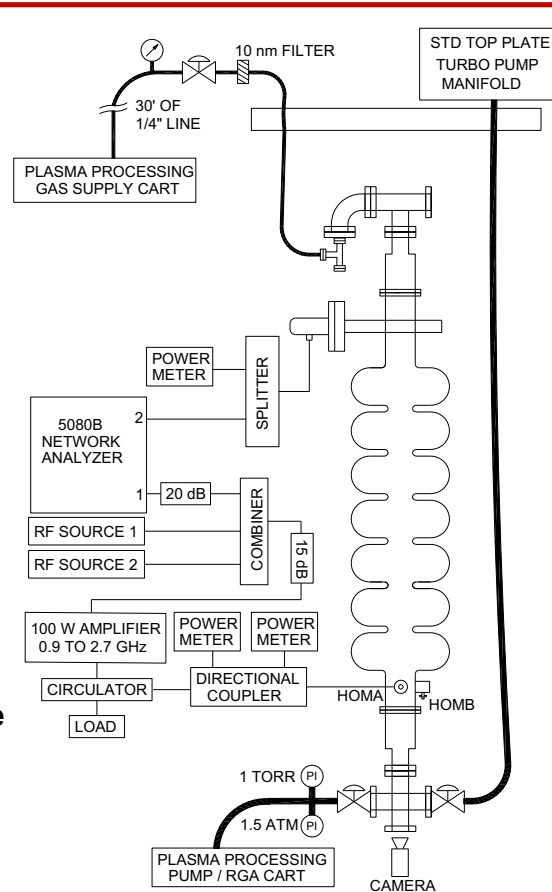 STD TOP PLATE
TURBO PUMP
MANIFOLD
10 nm FILTER
30' OF
1/4" LINE
PLASMA PROCESSING
GAS SUPPLY CART
POWER
METER
SPLITTER
2
5080B
NETWORK
ANALYZER
1
20 dB
COMBINER
RF SOURCE 1
RF SOURCE 2
15 dB
100 W AMPLIFIER
0.9 TO 2.7 GHz
POWER
METER
POWER
METER
CIRCULATOR
DIRECTIONAL
COUPLER
HOMA
HOMB
LOAD
e
1 TORR
PI
1.5 ATM
PI
PLASMA PROCESSING
PUMP / RGA CART
CAMERA